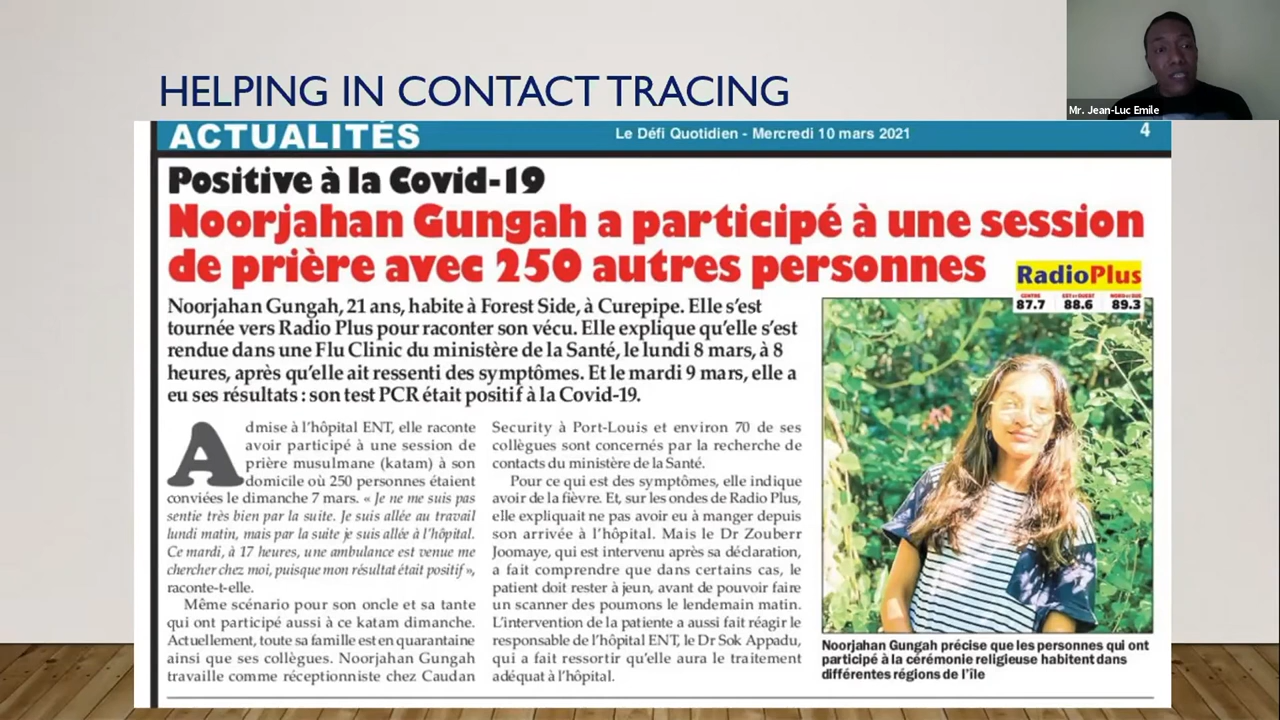 Mr. Jean-Luc Emile
HELPING IN CONTACT TRACING
ACTUALITÉS
Le Défi Quotidien - Mercredi 10 mars 2021
4
Positive à la Covid-19
Noorjahan Gungah a participé à une session
de prière avec 250 autres personnes
RadioPlus
CENTRE
EST et OUEST
NORD et SUD
87.7
88.6
89.3
Noorjahan Gungah, 21 ans, habite à Forest Side, à Curepipe. Elle s'est
tournée vers Radio Plus pour raconter son vécu. Elle explique qu'elle s'est
rendue dans une Flu Clinic du ministère de la Santé, le lundi 8 mars, à 8
heures, après qu'elle ait ressenti des symptômes. Et le mardi 9 mars, elle a
eu ses résultats : son test PCR était positif à la Covid-19.
Admise à l'hôpital ENT, elle raconte
avoir participé à une session de
prière musulmane (katam) à son
domicile où 250 personnes étaient
conviées le dimanche 7 mars. « Je ne me suis pas
sentie très bien par la suite. Je suis allée au travail
lundi matin, mais par la suite je suis allée à l'hôpital.
Ce mardi, à 17 heures, une ambulance est venue me
chercher chez moi, puisque mon résultat était positif »,
raconte-t-elle.
Même scénario pour son oncle et sa tante
qui ont participé aussi à ce katam dimanche.
Actuellement, toute sa famille est en quarantaine
ainsi que ses collègues. Noorjahan Gungah
travaille comme réceptionniste chez Caudan
Security à Port-Louis et environ 70 de ses
collègues sont concernés par la recherche de
contacts du ministère de la Santé.
Pour ce qui est des symptômes, elle indique
avoir de la fièvre. Et, sur les ondes de Radio Plus,
elle expliquait ne pas avoir eu à manger depuis
son arrivée à l'hôpital. Mais le Dr Zouberr
Joomaye, qui est intervenu après sa déclaration,
a fait comprendre que dans certains cas, le
patient doit rester à jeun, avant de pouvoir faire
un scanner des poumons le lendemain matin.
L'intervention de la patiente a aussi fait réagir le
responsable de l'hôpital ENT, le Dr Sok Appadu,
qui a fait ressortir qu'elle aura le traitement
adéquat à l'hôpital.
Noorjahan Gungah précise que les personnes qui ont
participé à la cérémonie religieuse habitent dans
différentes régions de l'île